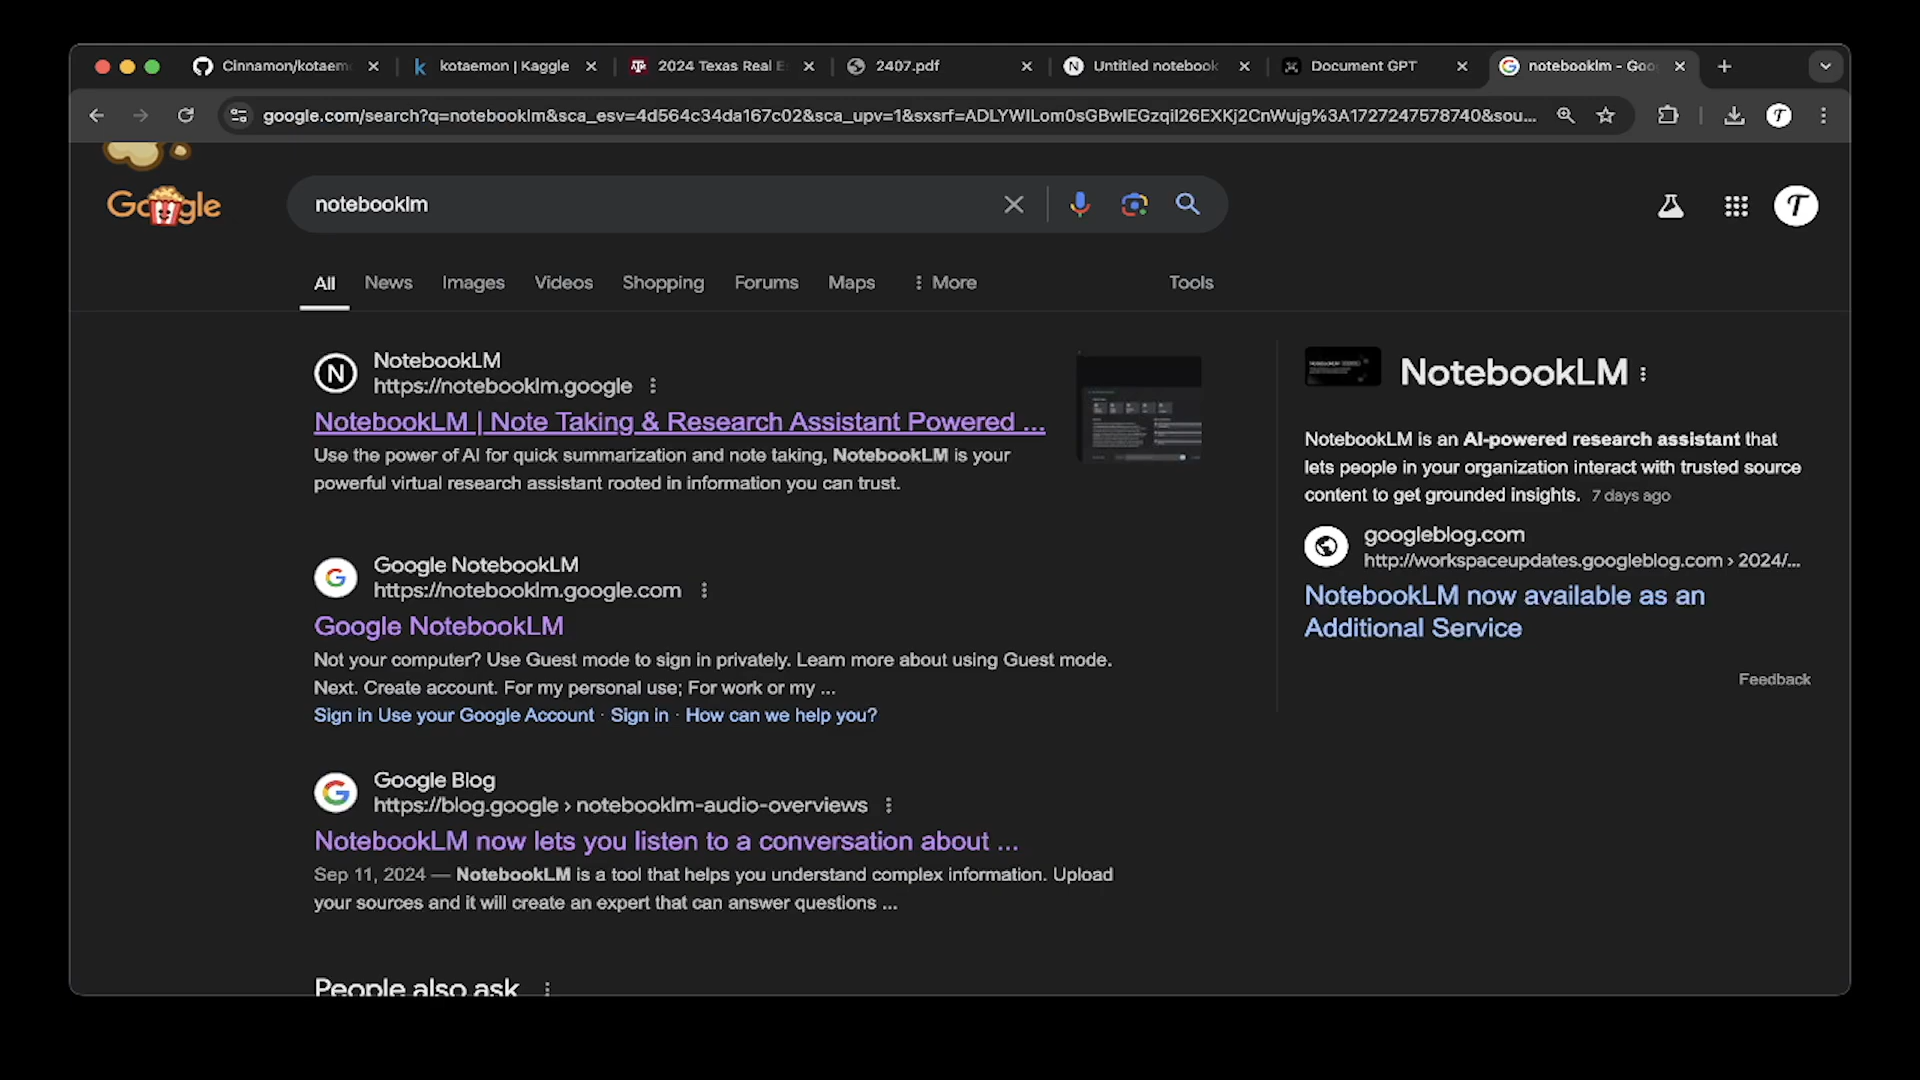 Cinnamon/kotaem
kotaemon | Kaggle
2024 Texas Real E
2407.pdf
Untitled notebook
Document GPT
notebooklm - Goo
google.com/search?q=notebooklm&sca_esv=4d564c34da167c02&sca_upv=1&sxsrf=ADLYWILom0sGBwIEGzqiI26EXKj2CnWujg%3A1727247578740&sou...
Google
notebooklm
All
News
Images
Videos
Shopping
Forums
Maps
More
Tools
NotebookLM
https://notebooklm.google
NotebookLM | Note Taking & Research Assistant Powered ...
Use the power of AI for quick summarization and note taking, NotebookLM is your
powerful virtual research assistant rooted in information you can trust.
Google NotebookLM
https://notebooklm.google.com
Google NotebookLM
Not your computer? Use Guest mode to sign in privately. Learn more about using Guest mode.
Next. Create account. For my personal use; For work or my ...
Sign in Use your Google Account · Sign in · How can we help you?
Google Blog
https://blog.google › notebooklm-audio-overviews
NotebookLM now lets you listen to a conversation about ...
Sep 11, 2024 — NotebookLM is a tool that helps you understand complex information. Upload
your sources and it will create an expert that can answer questions ...
People also ask
NotebookLM
NotebookLM is an AI-powered research assistant that
lets people in your organization interact with trusted source
content to get grounded insights. 7 days ago
googleblog.com
http://workspaceupdates.googleblog.com › 2024/...
NotebookLM now available as an
Additional Service
Feedback